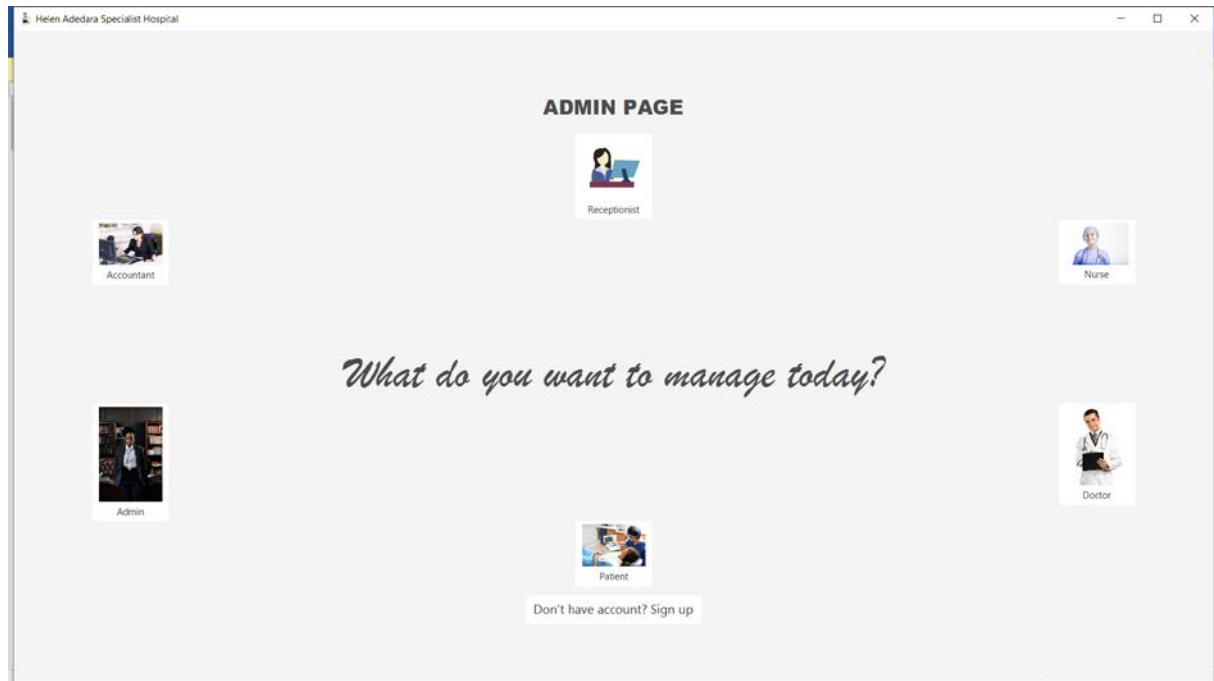 Helen Adedara Specialist Hospital
ADMIN PAGE
Receptionist
Accountant
Nurse
What do you want to manage today?
Admin
Doctor
Patient
Don't have account? Sign up